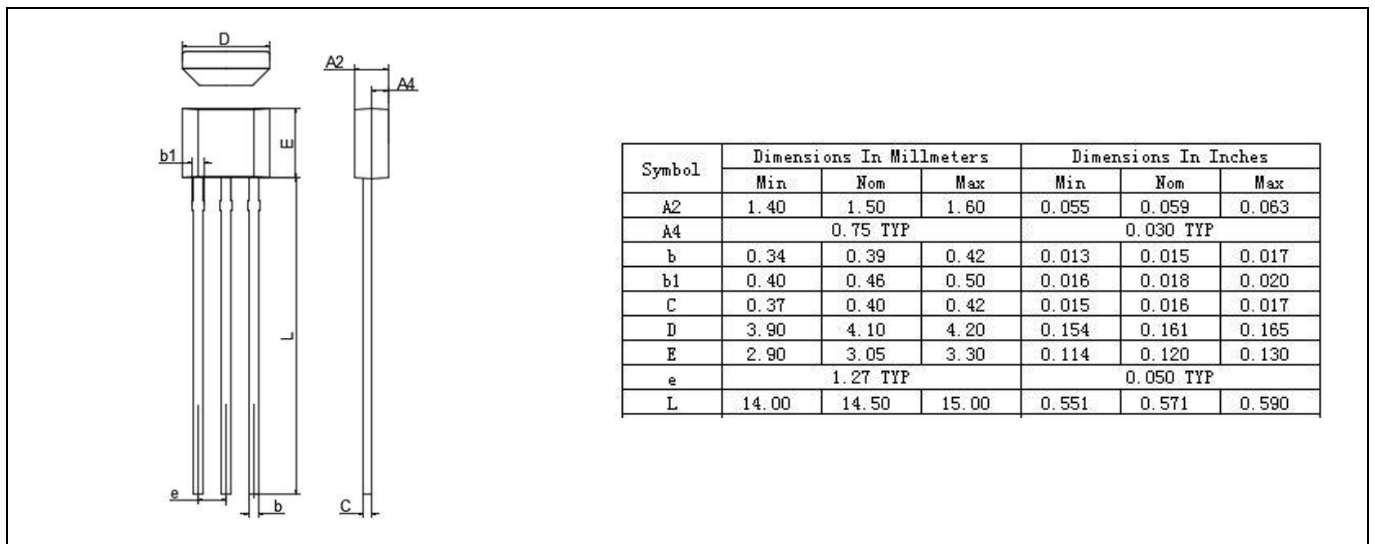 D
A2
A4
E
b1
L
e
b
C
Symbol Dimensions In Millmeters Dimensions In Inches
Min Nom Max Min Nom Max
A2 1.40 1.50 1.60 0.055 0.059 0.063
A4 0.75 TYP 0.030 TYP
b 0.34 0.39 0.42 0.013 0.015 0.017
b1 0.40 0.46 0.50 0.016 0.018 0.020
C 0.37 0.40 0.42 0.015 0.016 0.017
D 3.90 4.10 4.20 0.154 0.161 0.165
E 2.90 3.05 3.30 0.114 0.120 0.130
e 1.27 TYP 0.050 TYP
L 14.00 14.50 15.00 0.551 0.571 0.590